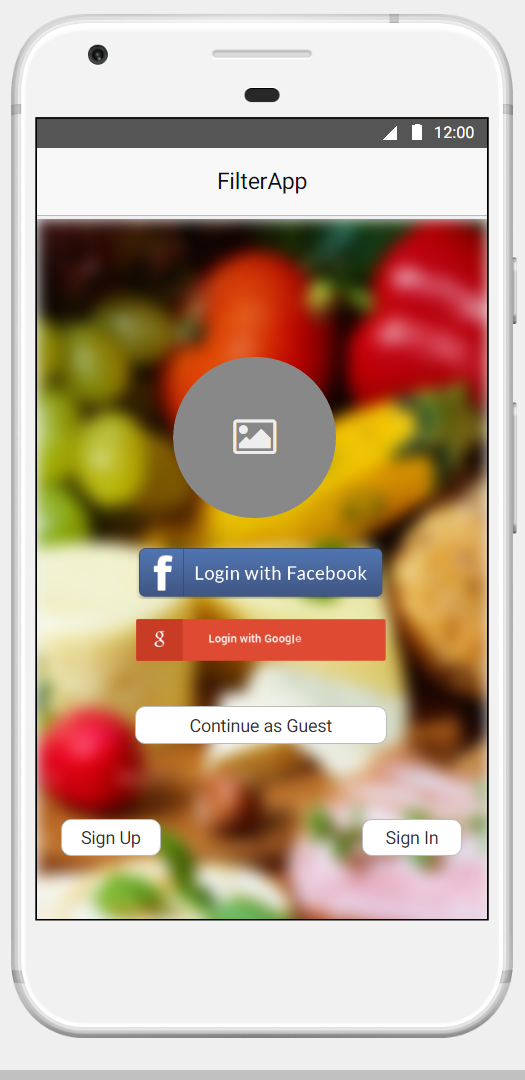 12:00
FilterApp
f Login with Facebook
g Login with Google
Continue as Guest
Sign Up
Sign In